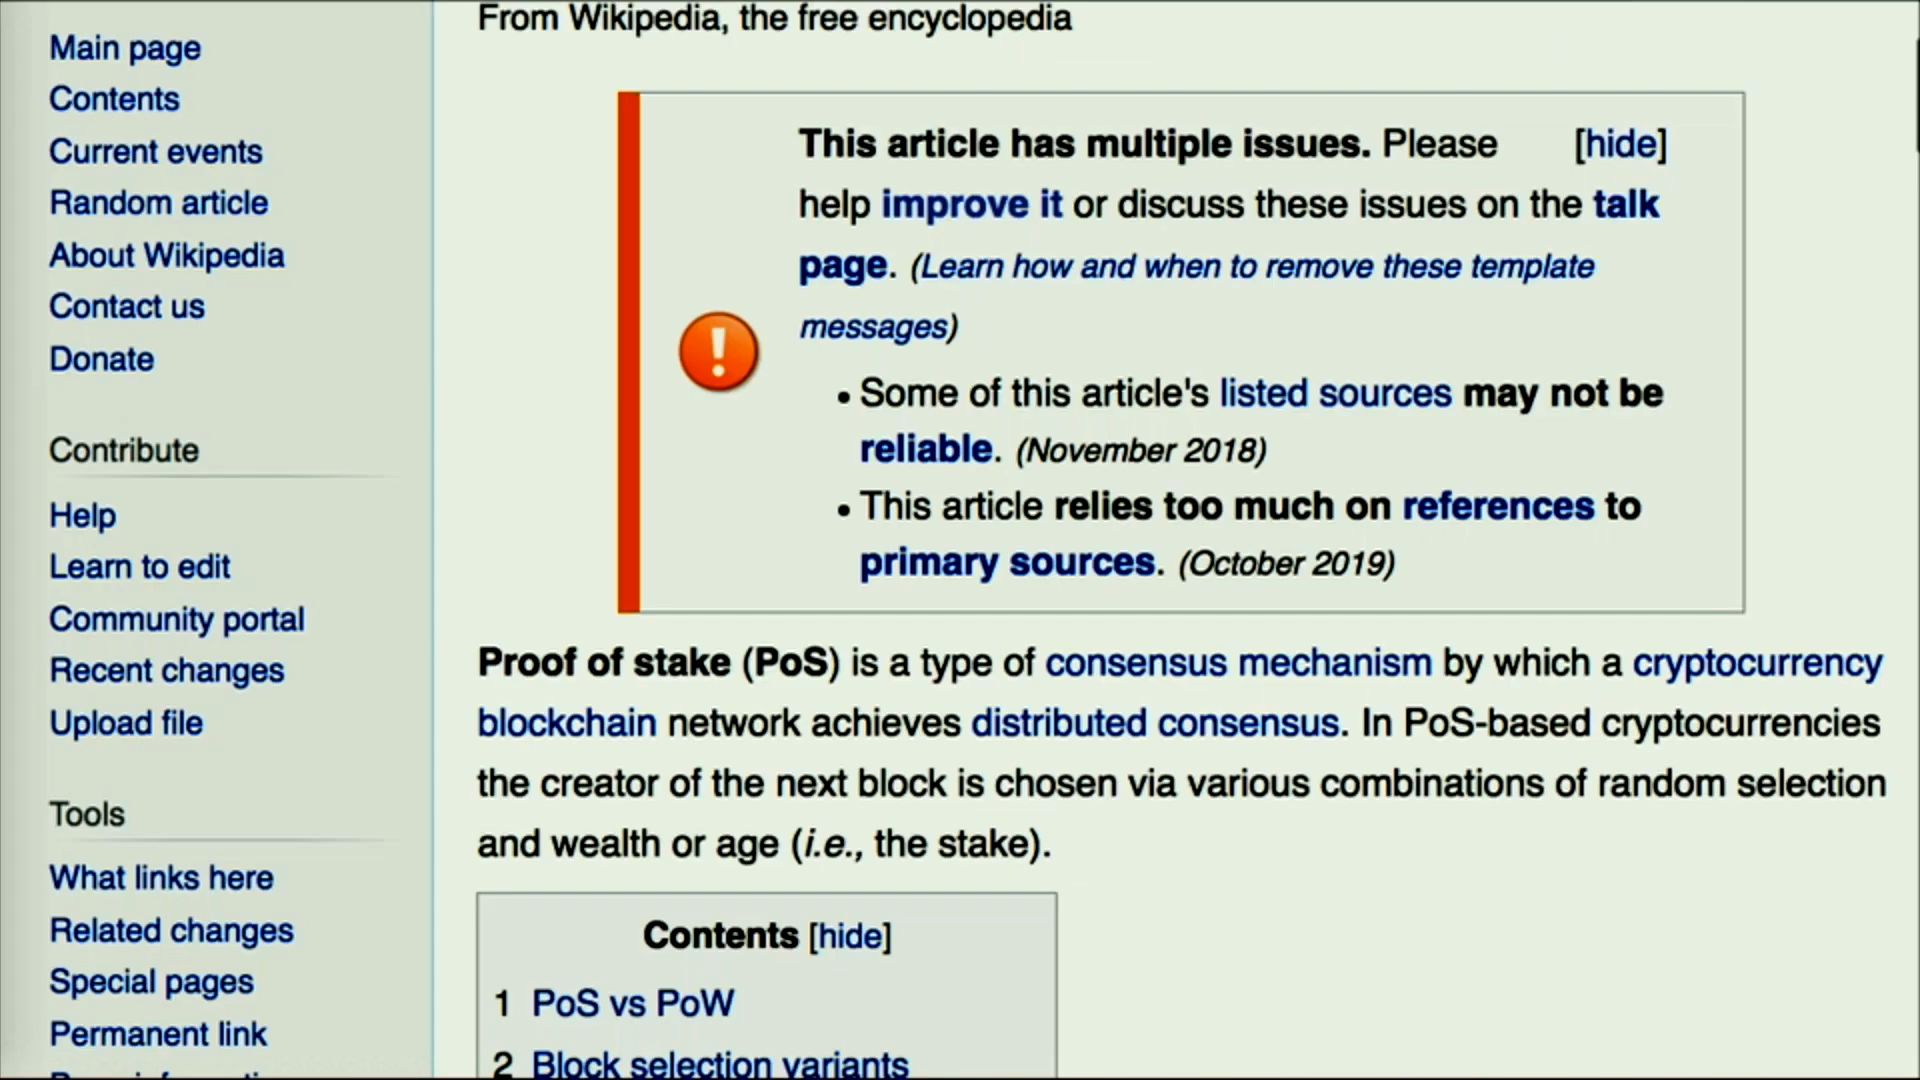 Main page
Contents
Current events
Random article
About Wikipedia
Contact us
Donate
Contribute
Help
Learn to edit
Community portal
Recent changes
Upload file
Tools
What links here
Related changes
Special pages
Permanent link
From Wikipedia, the free encyclopedia
This article has multiple issues. Please [hide]
help improve it or discuss these issues on the talk
page. (Learn how and when to remove these template
messages)
• Some of this article's listed sources may not be
reliable. (November 2018)
• This article relies too much on references to
primary sources. (October 2019)
Proof of stake (PoS) is a type of consensus mechanism by which a cryptocurrency
blockchain network achieves distributed consensus. In PoS-based cryptocurrencies
the creator of the next block is chosen via various combinations of random selection
and wealth or age (i.e., the stake).
Contents [hide]
1 PoS vs PoW
2 Block selection variants